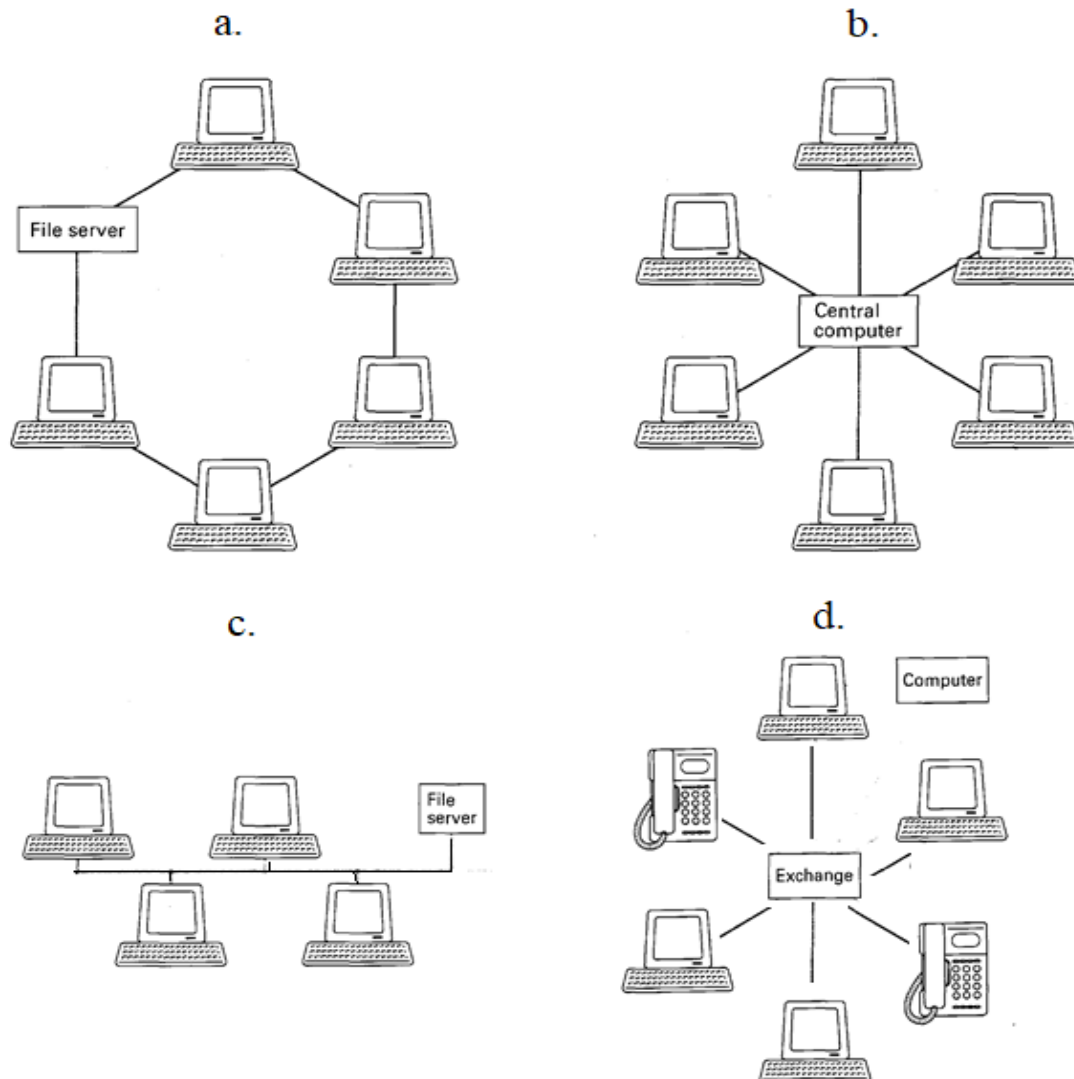 a.
b.
File server
Central
computer
c.
d.
Computer
File
server
Exchange